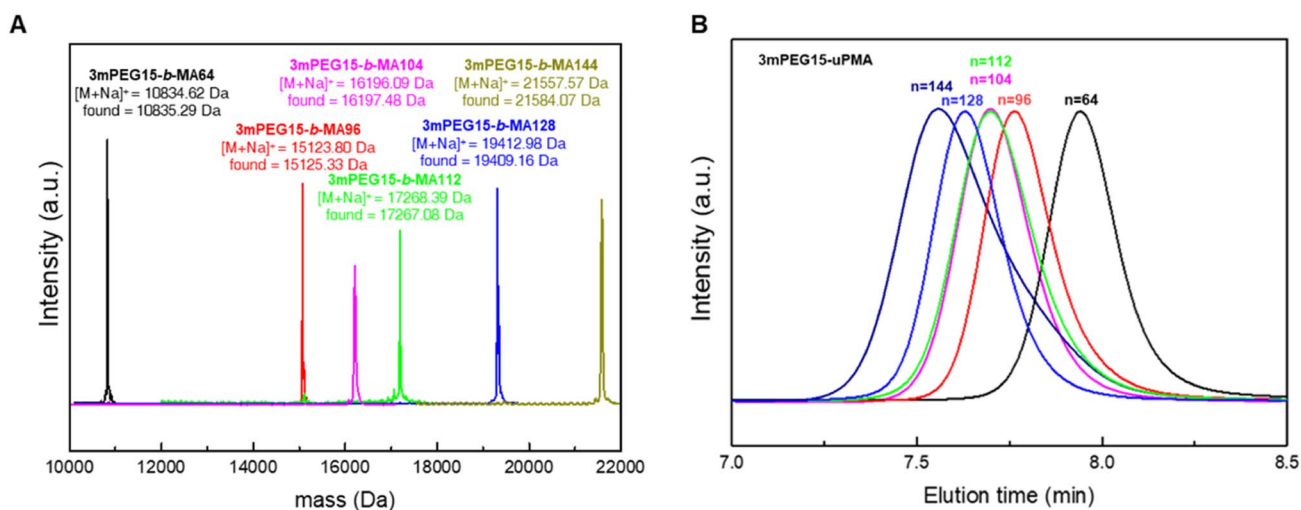 A
3mPEG15-b-MA64
[M+Na]⁺ = 10834.62 Da
found = 10835.29 Da
3mPEG15-b-MA104
[M+Na]⁺ = 16196.09 Da
found = 16197.48 Da
3mPEG15-b-MA144
[M+Na]⁺ = 21557.57 Da
found = 21584.07 Da
3mPEG15-b-MA96
[M+Na]⁺ = 15123.80 Da
found = 15125.33 Da
3mPEG15-b-MA128
[M+Na]⁺ = 19412.98 Da
found = 19409.16 Da
3mPEG15-b-MA112
[M+Na]⁺ = 17268.39 Da
found = 17267.08 Da
Intensity (a.u.)
10000 12000 14000 16000 18000 20000 22000
mass (Da)
B
3mPEG15-uPMA
n=112
n=104
n=144
n=128
n=96
n=64
Intensity (a.u.)
7.0 7.5 8.0 8.5
Elution time (min)